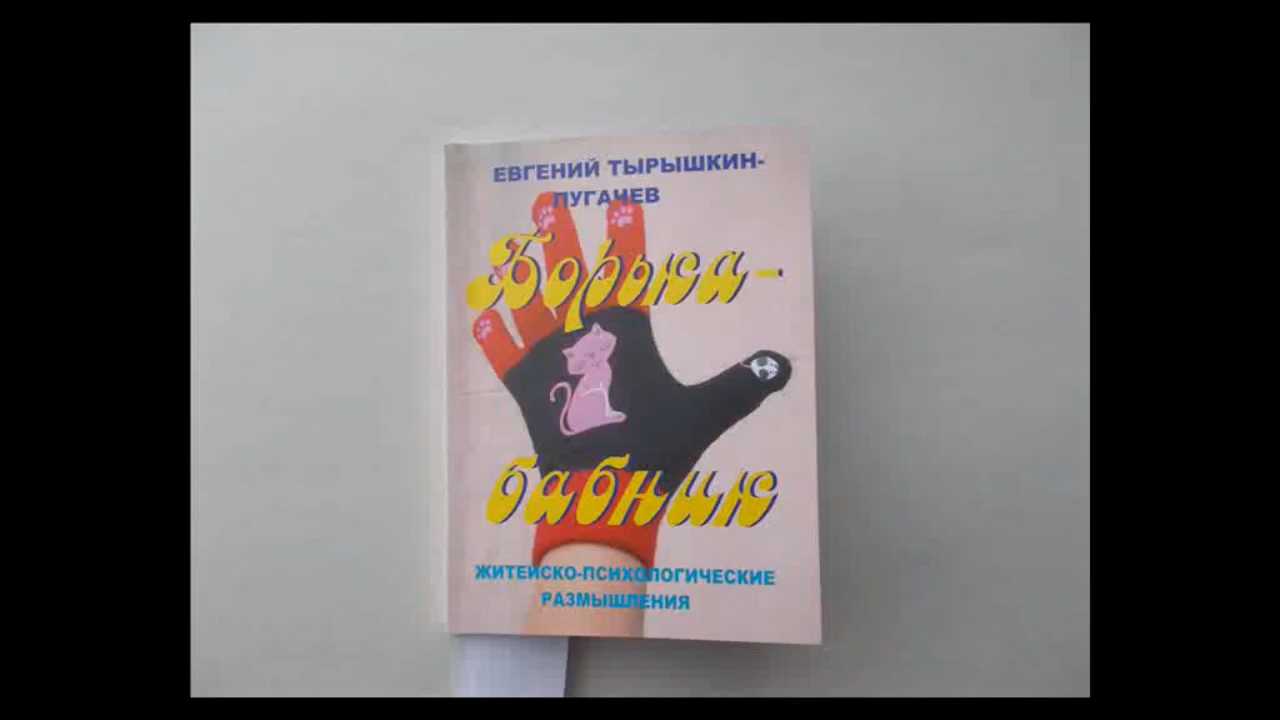 ЕВГЕНИЙ ТЫРЫШКИН-
ПУГАЧЕВ
Борька-
бабник
ЖИТЕЙСКО-ПСИХОЛОГИЧЕСКИЕ
РАЗМЫШЛЕНИЯ